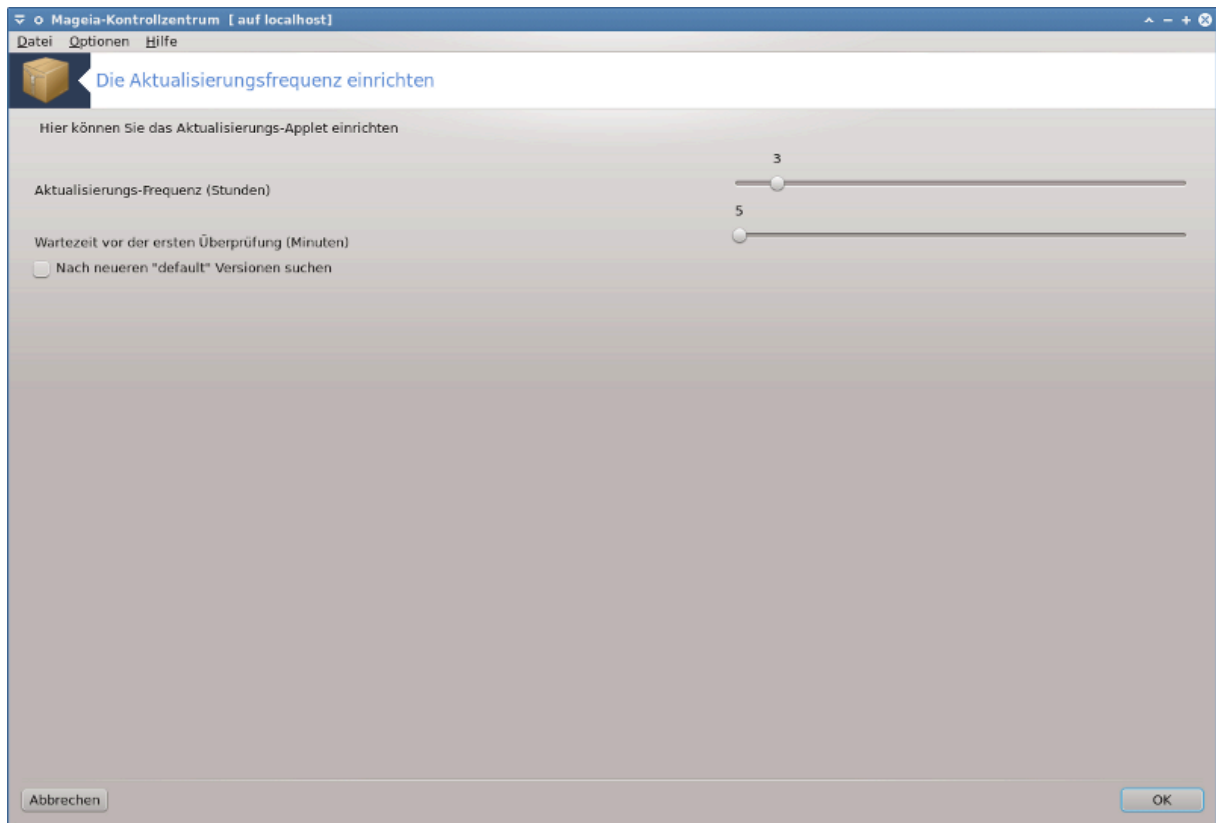 Mageia-Kontrollzentrum [ auf localhost]
Datei Optionen Hilfe
Die Aktualisierungsfrequenz einrichten
Hier können Sie das Aktualisierungs-Applet einrichten
3
Aktualisierungs-Frequenz (Stunden)
5
Wartezeit vor der ersten Überprüfung (Minuten)
Nach neueren "default" Versionen suchen
Abbrechen OK